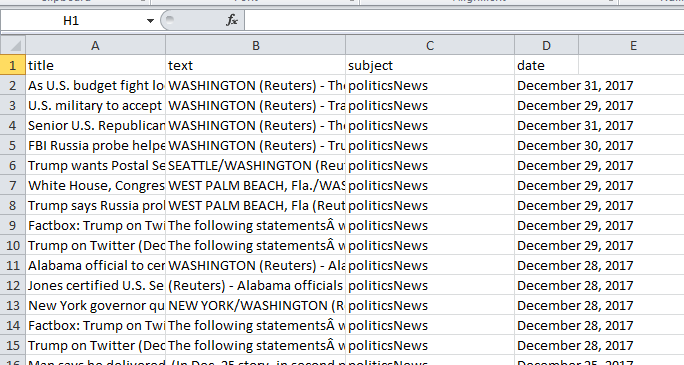 H1 fx
A B C D E
1 title text subject date
2 As U.S. budget fight lo WASHINGTON (Reuters) - The politicsNews December 31, 2017
3 U.S. military to accept WASHINGTON (Reuters) - Tra politicsNews December 29, 2017
4 Senior U.S. Republican WASHINGTON (Reuters) - The politicsNews December 31, 2017
5 FBI Russia probe helpe WASHINGTON (Reuters) - Tru politicsNews December 30, 2017
6 Trump wants Postal Se SEATTLE/WASHINGTON (Reut politicsNews December 29, 2017
7 White House, Congres WEST PALM BEACH, Fla./WAS politicsNews December 29, 2017
8 Trump says Russia prob WEST PALM BEACH, Fla (Reut politicsNews December 29, 2017
9 Factbox: Trump on Twi The following statementsÂ w politicsNews December 29, 2017
10 Trump on Twitter (Dec The following statementsÂ w politicsNews December 29, 2017
11 Alabama official to cer WASHINGTON (Reuters) - Ala politicsNews December 28, 2017
12 Jones certified U.S. Se (Reuters) - Alabama officials politicsNews December 28, 2017
13 New York governor qu NEW YORK/WASHINGTON (R politicsNews December 28, 2017
14 Factbox: Trump on Twi The following statementsÂ w politicsNews December 28, 2017
15 Trump on Twitter (Dec The following statementsÂ w politicsNews December 28, 2017
16 Man says he delivered (In Dec. 25 story, in second p politicsNews December 25, 2017